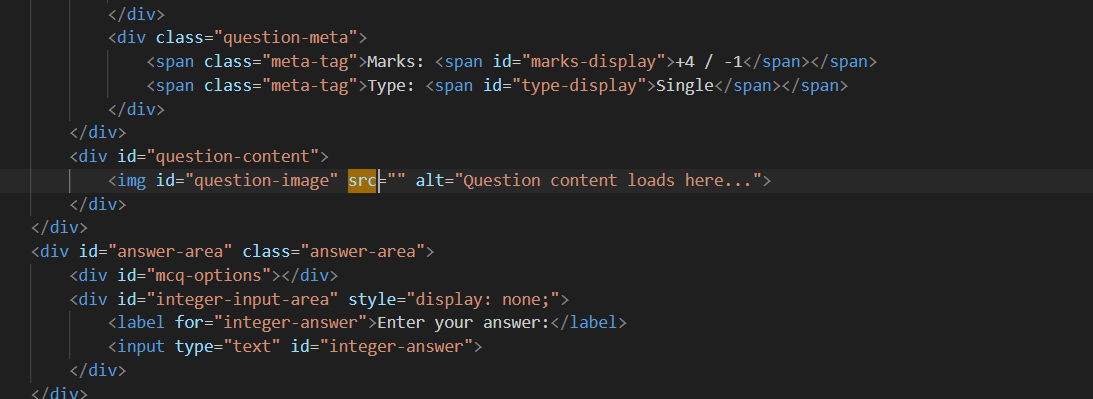 </div>
<div class="question-meta">
<span class="meta-tag">Marks: <span id="marks-display">+4 / -1</span></span>
<span class="meta-tag">Type: <span id="type-display">Single</span></span>
</div>
</div>
<div id="question-content">
<img id="question-image" src="" alt="Question content loads here...">
</div>
</div>
<div id="answer-area" class="answer-area">
<div id="mcq-options"></div>
<div id="integer-input-area" style="display: none;">
<label for="integer-answer">Enter your answer:</label>
<input type="text" id="integer-answer">
</div>
</div>